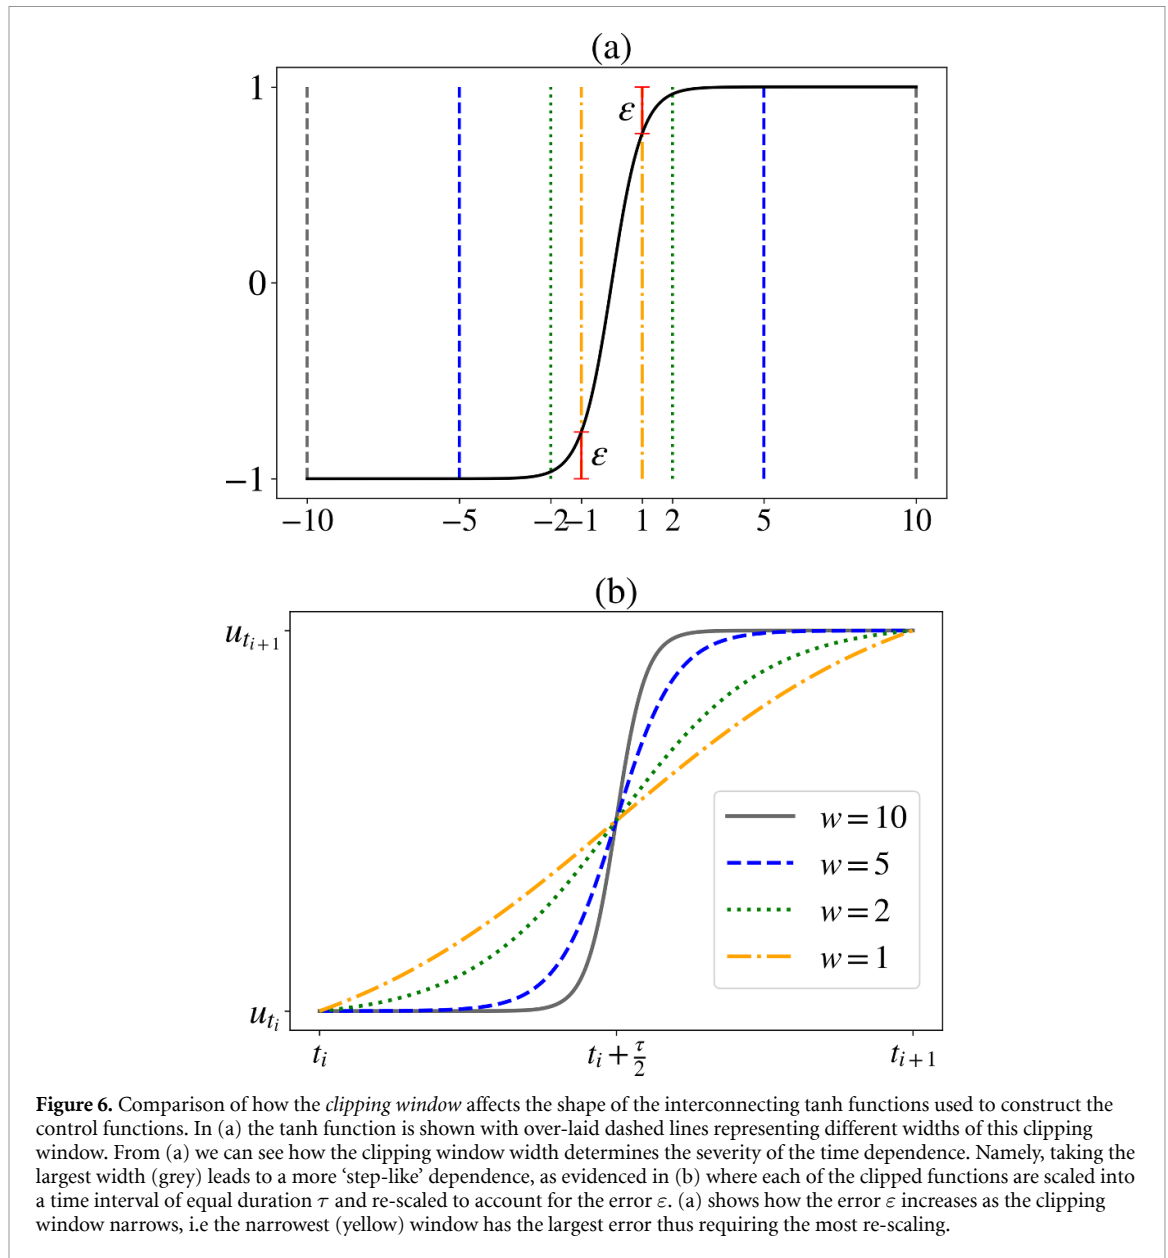 (a)
1
ε
0
ε
−1
−10 −5 −2 −1 1 2 5 10
(b)
u_{t_{i+1}}
w = 10
w = 5
w = 2
w = 1
u_{t_i}
t_i t_i + τ/2 t_{i+1}
Figure 6. Comparison of how the clipping window affects the shape of the interconnecting tanh functions used to construct the
control functions. In (a) the tanh function is shown with over-laid dashed lines representing different widths of this clipping
window. From (a) we can see how the clipping window width determines the severity of the time dependence. Namely, taking the
largest width (grey) leads to a more ‘step-like’ dependence, as evidenced in (b) where each of the clipped functions are scaled into
a time interval of equal duration τ and re-scaled to account for the error ε. (a) shows how the error ε increases as the clipping
window narrows, i.e the narrowest (yellow) window has the largest error thus requiring the most re-scaling.